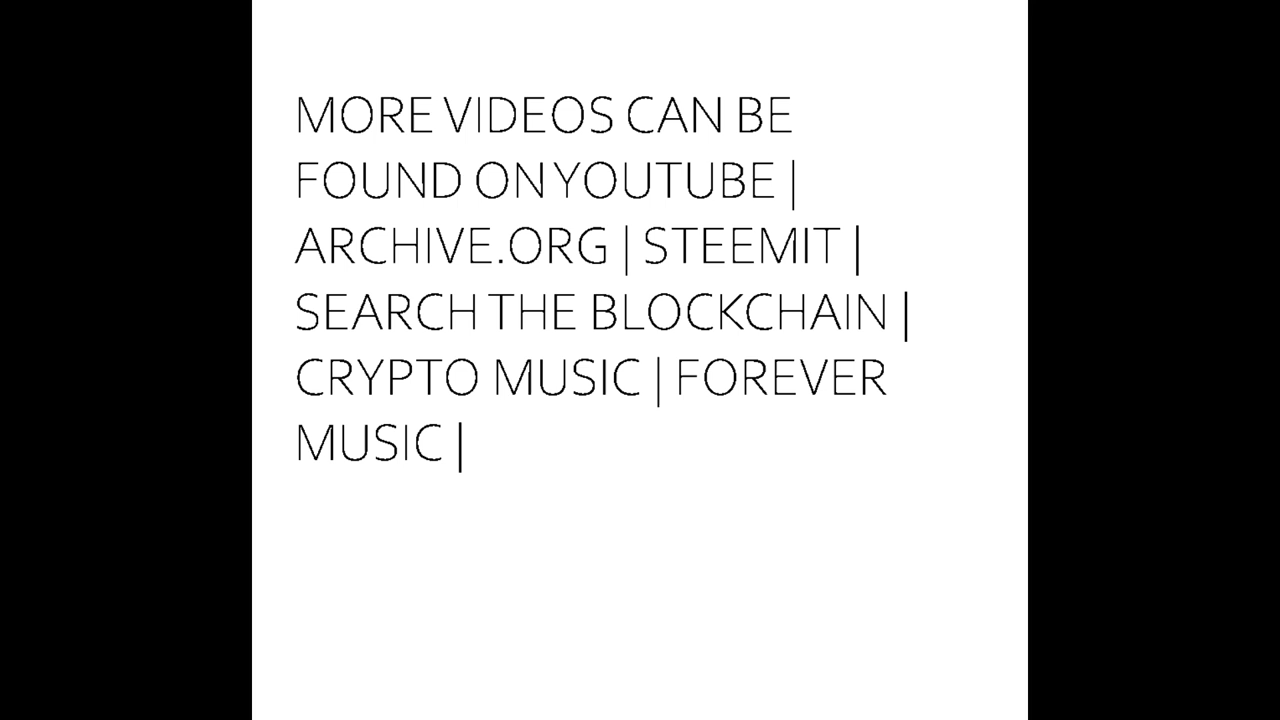 MORE VIDEOS CAN BE
FOUND ON YOUTUBE |
ARCHIVE.ORG | STEEMIT |
SEARCH THE BLOCKCHAIN |
CRYPTO MUSIC | FOREVER
MUSIC |